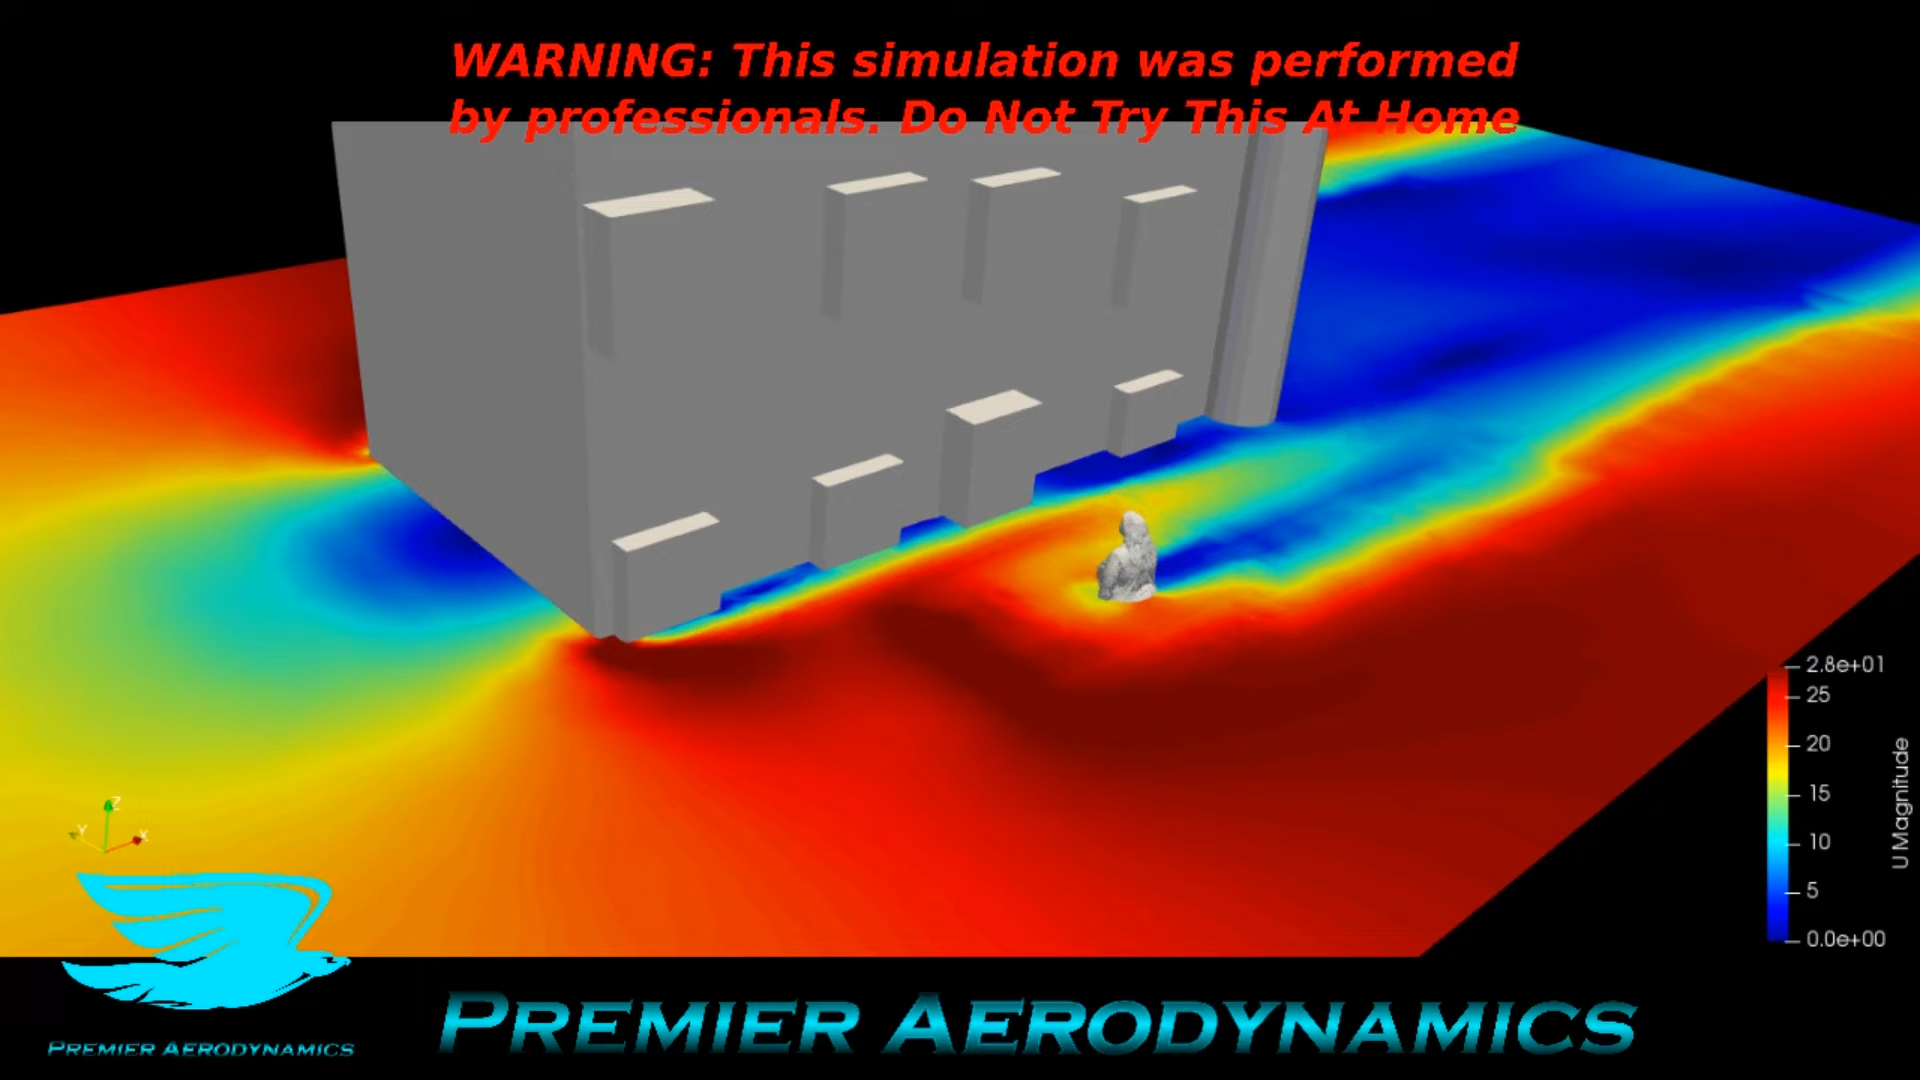 WARNING: This simulation was performed
by professionals. Do Not Try This At Home
2.8e+01
25
20
15
10
5
0.0e+00
U Magnitude
Z
Y
X
PREMIER AERODYNAMICS
PREMIER AERODYNAMICS